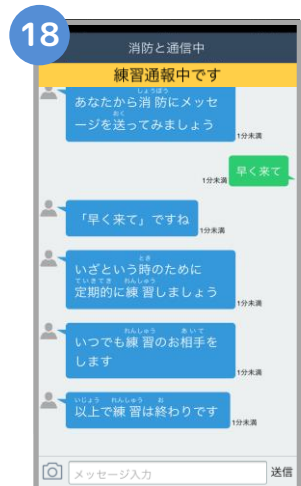 18
消防と通信中
練習通報中です
しょうぼう
あなたから消防にメッセ
おく
ージを送ってみましょう
1分未満
早く来て
1分未満
「早く来て」ですね
1分未満
とき
いざという時のために
ていきてき れんしゅう
定期的に練習しましょう
1分未満
れんしゅう あいて
いつでも練習のお相手を
します
1分未満
いじょう れんしゅう お
以上で練習は終わりです
1分未満
メッセージ入力
送信